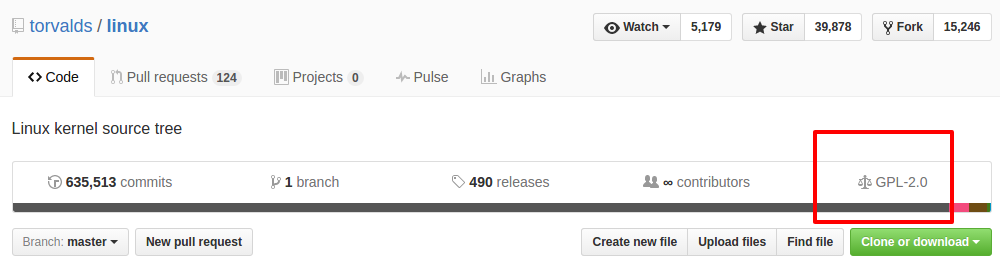 torvalds / linux
Watch 5,179 Star 39,878 Fork 15,246
Code Pull requests 124 Projects 0 Pulse Graphs
Linux kernel source tree
635,513 commits 1 branch 490 releases ∞ contributors GPL-2.0
Branch: master New pull request Create new file Upload files Find file Clone or download